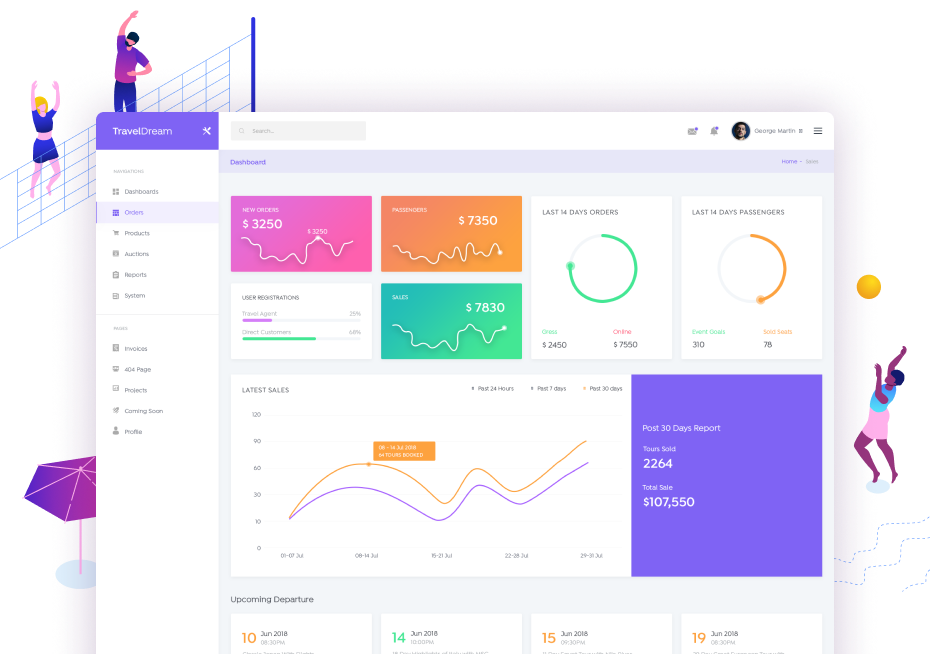 TravelDream
Search...
George Martin
Dashboard
Home - Sales
NAVIGATIONS
Dashboards
Orders
Products
Auctions
Reports
System
PAGES
Invoices
404 Page
Projects
Coming Soon
Profile
NEW ORDERS
$ 3250
$ 3250
PASSENGERS
$ 7350
LAST 14 DAYS ORDERS
Online
$ 2450
$ 7550
LAST 14 DAYS PASSENGERS
Event Deals
Sold Seats
310
78
USER REGISTRATIONS
Travel Agent
25%
Direct Customers
68%
SALES
$ 7830
LATEST SALES
Past 24 Hours
Past 7 days
Past 30 days
120
90
60
30
10
0
08 - 14 Jul 2018
64 TOURS BOOKED
01-07 Jul
08-14 Jul
15-21 Jul
22-28 Jul
29-31 Jul
Post 30 Days Report
Tours Sold
2264
Total Sale
$107,550
Upcoming Departure
10 Jun 2018
08:30PM
14 Jun 2018
10:00PM
15 Jun 2018
09:30PM
19 Jun 2018
08:30PM